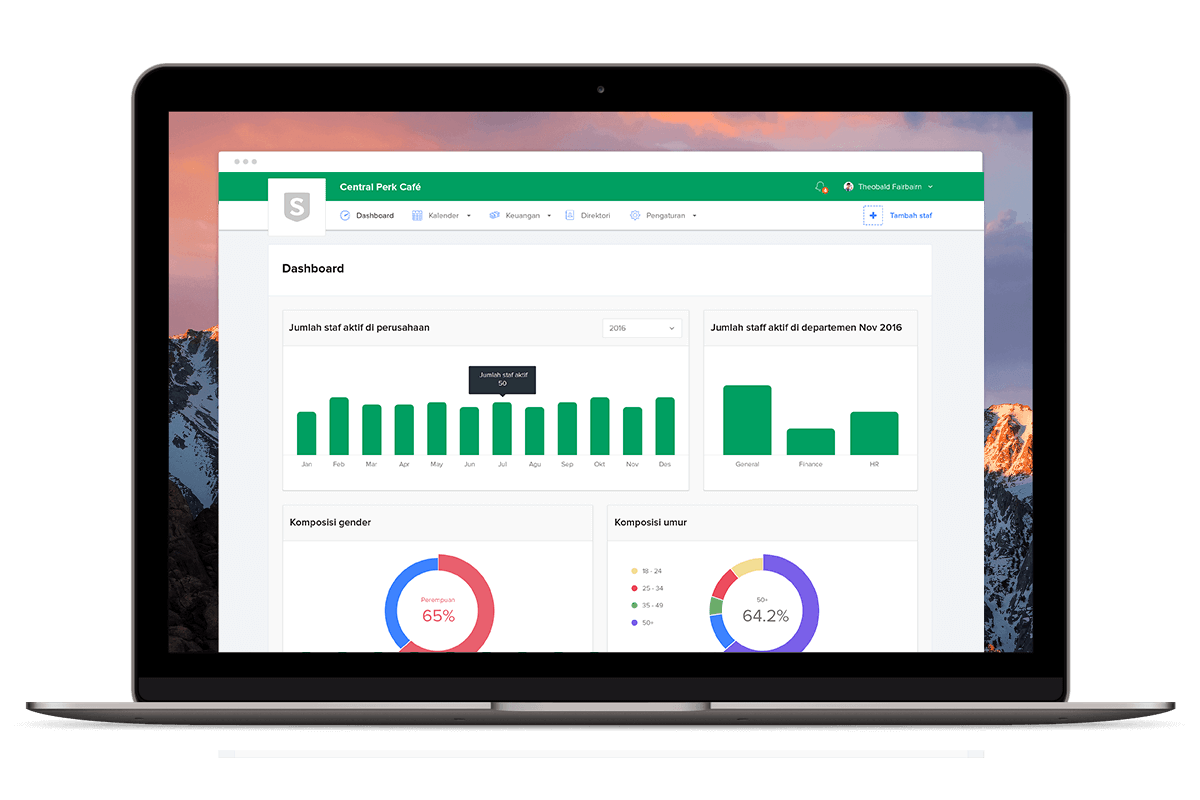 Central Perk Café
Theobald Fairbairn
S
Dashboard
Kalender
Keuangan
Direktori
Pengaturan
Tambah staf
Dashboard
Jumlah staf aktif di perusahaan
2016
Jumlah staff aktif di departemen Nov 2016
Jumlah staf aktif
50
Jan Feb Mar Apr May Jun Jul Agu Sep Okt Nov Des
General Finance HR
Komposisi gender
Komposisi umur
Perempuan
65%
18 - 24
25 - 34
35 - 49
50+
50+
64.2%